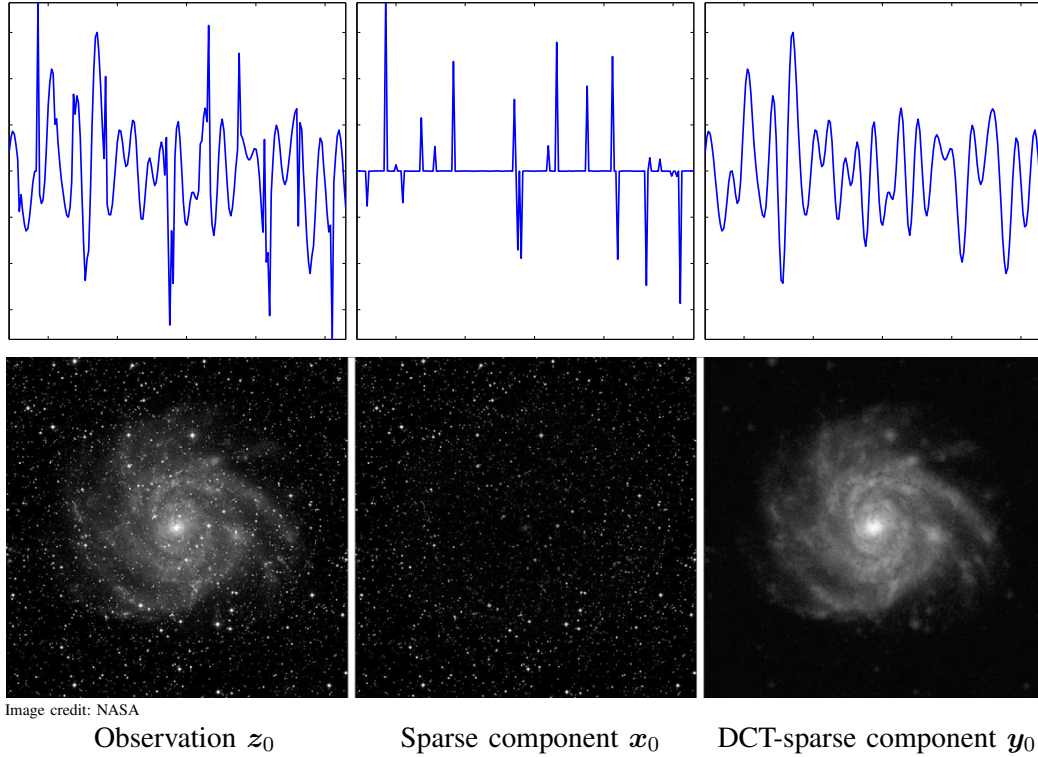 Image credit: NASA
Observation z₀
Sparse component x₀
DCT-sparse component y₀